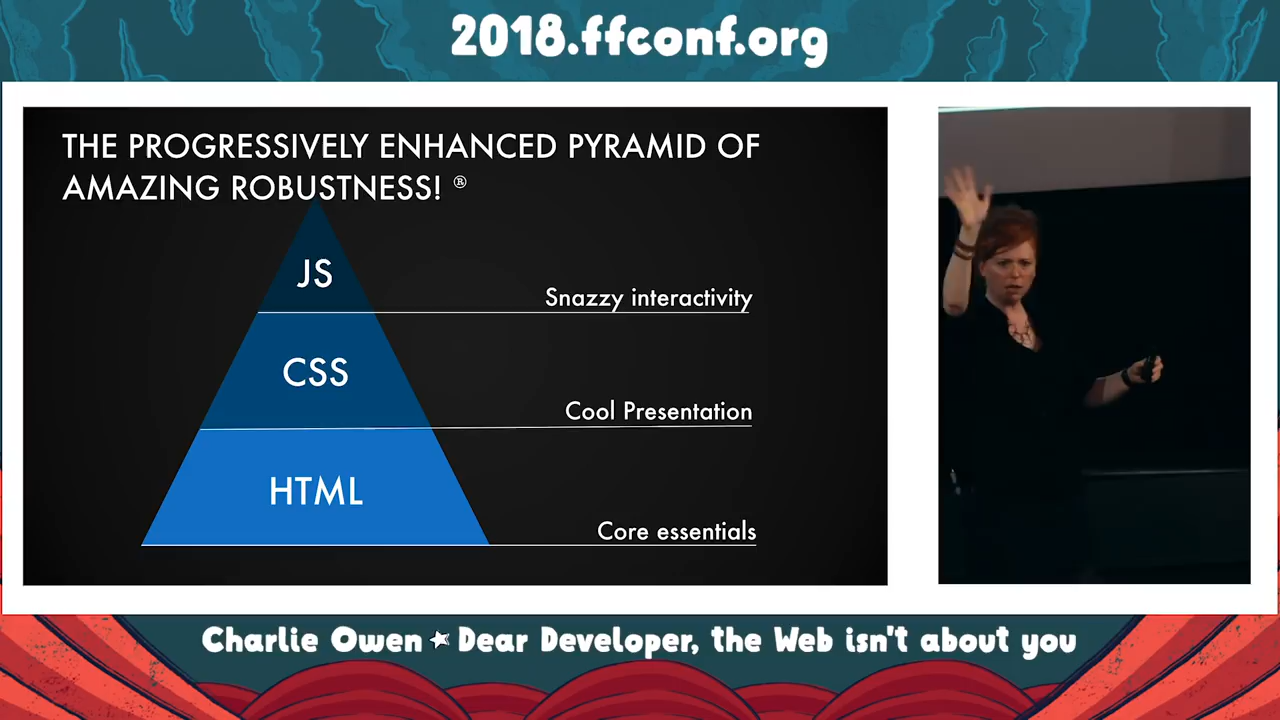 2018.ffconf.org
THE PROGRESSIVELY ENHANCED PYRAMID OF
AMAZING ROBUSTNESS! ®
JS
Snazzy interactivity
CSS
Cool Presentation
HTML
Core essentials
Charlie Owen ★ Dear Developer, the Web isn't about you